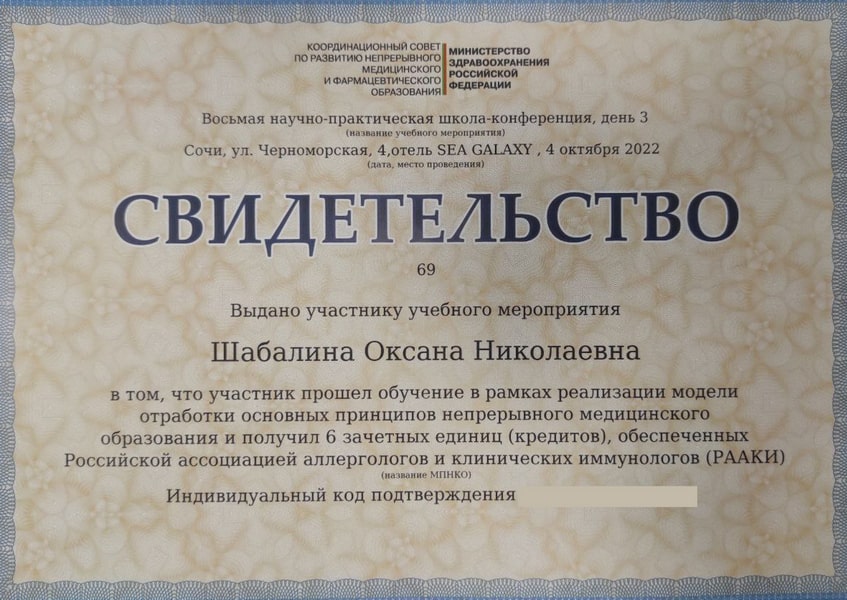 КООРДИНАЦИОННЫЙ СОВЕТ
ПО РАЗВИТИЮ НЕПРЕРЫВНОГО
МЕДИЦИНСКОГО
И ФАРМАЦЕВТИЧЕСКОГО
ОБРАЗОВАНИЯ
МИНИСТЕРСТВО
ЗДРАВООХРАНЕНИЯ
РОССИЙСКОЙ
ФЕДЕРАЦИИ
Восьмая научно-практическая школа-конференция, день 3
(название учебного мероприятия)
Сочи, ул. Черноморская, 4,отель SEA GALAXY , 4 октября 2022
(дата, место проведения)
СВИДЕТЕЛЬСТВО
69
Выдано участнику учебного мероприятия
Шабалина Оксана Николаевна
в том, что участник прошел обучение в рамках реализации модели
отработки основных принципов непрерывного медицинского
образования и получил 6 зачетных единиц (кредитов), обеспеченных
Российской ассоциацией аллергологов и клинических иммунологов (РААКИ)
(название МПНКО)
Индивидуальный код подтверждения